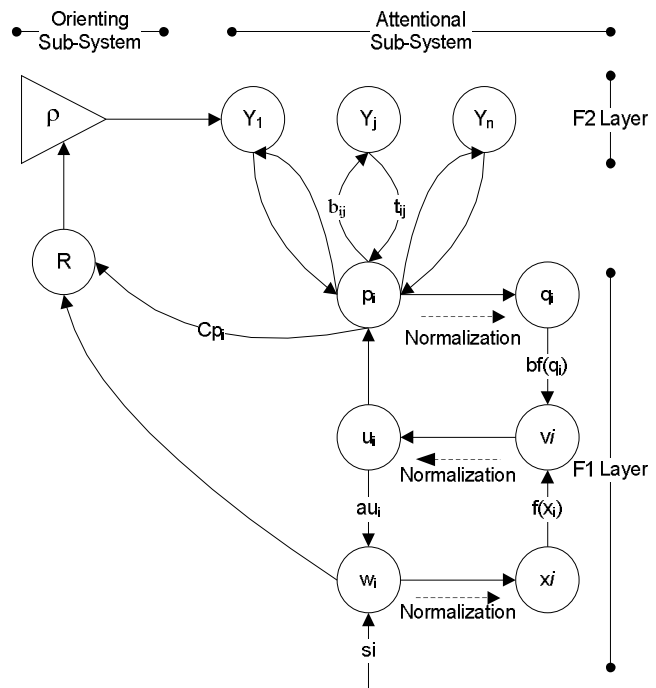 Orienting
Sub-System
Attentional
Sub-System
ρ
Y1
Yj
Yn
F2 Layer
bij
tij
R
pi
qi
Cpi
Normalization
bf(qi)
ui
vi
Normalization
F1 Layer
aui
f(xi)
wi
xi
Normalization
si